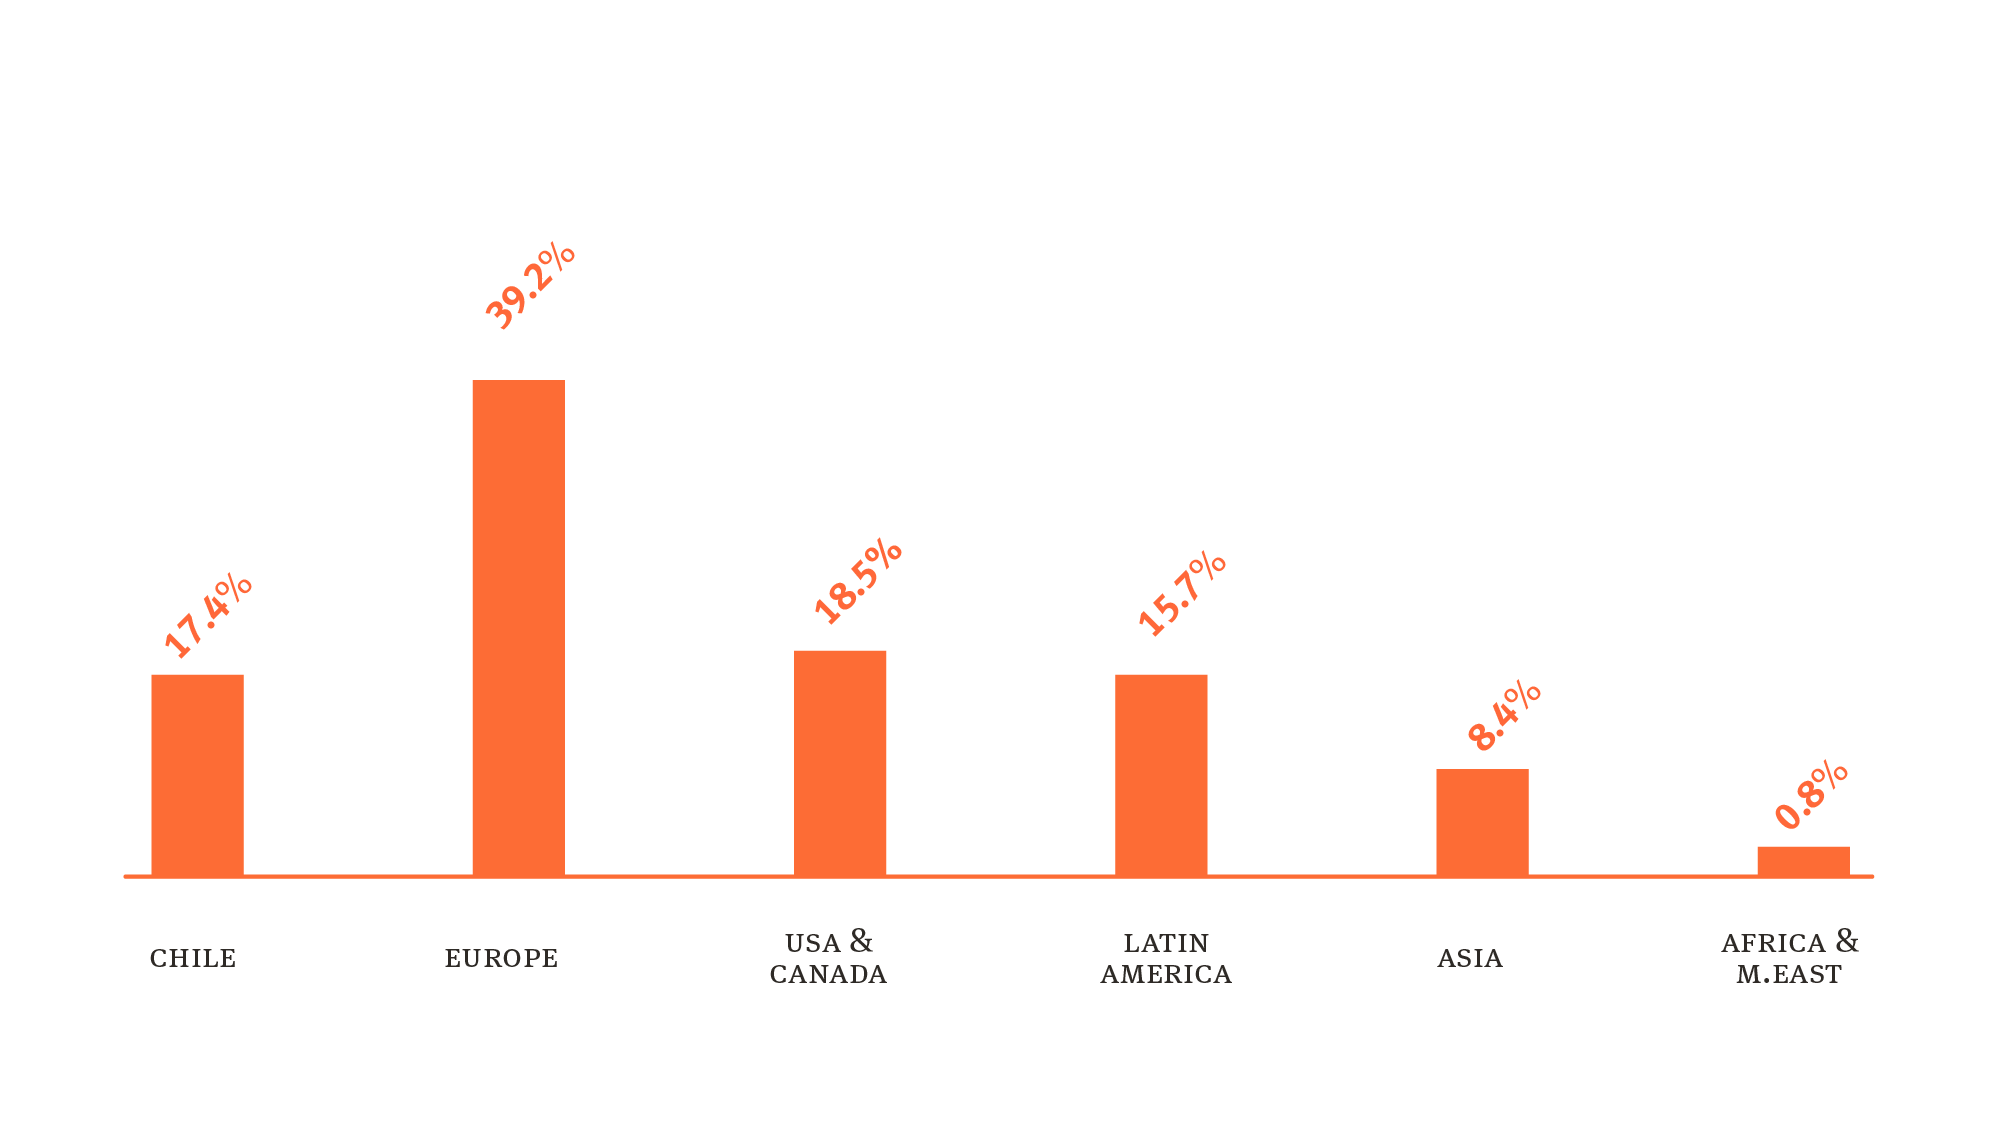 39.2%
18.5%
15.7%
17.4%
8.4%
0.8%
CHILE
EUROPE
USA &
CANADA
LATIN
AMERICA
ASIA
AFRICA &
M.EAST